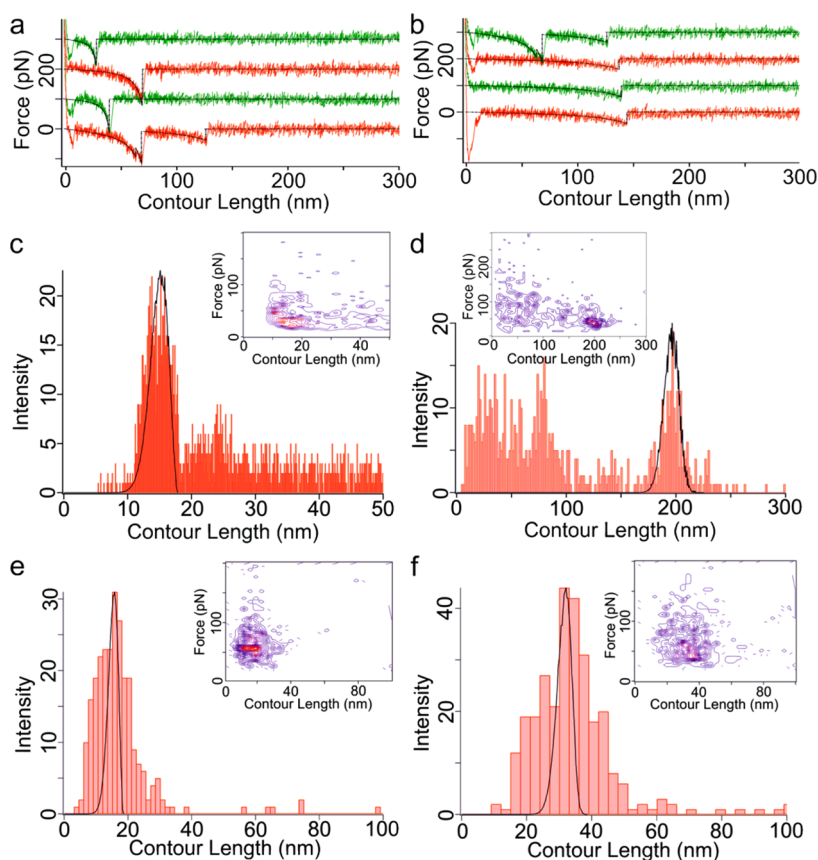 a
Force (pN)
200
0
0 100 200 300
Contour Length (nm)
b
Force (pN)
200
0
0 100 200 300
Contour Length (nm)
c
Intensity
20
15
10
5
0
0 10 20 30 40 50
Contour Length (nm)
Force (pN)
100
0
0 20 40
Contour Length (nm)
d
Intensity
20
10
0
0 100 200 300
Contour Length (nm)
Force (pN)
200
100
0
0 100 200 300
Contour Length (nm)
e
Intensity
30
20
10
0
0 20 40 60 80 100
Contour Length (nm)
Force (pN)
100
0
0 40 80
Contour Length (nm)
f
Intensity
40
20
0
0 20 40 60 80 100
Contour Length (nm)
Force (pN)
100
0
0 40 80
Contour Length (nm)